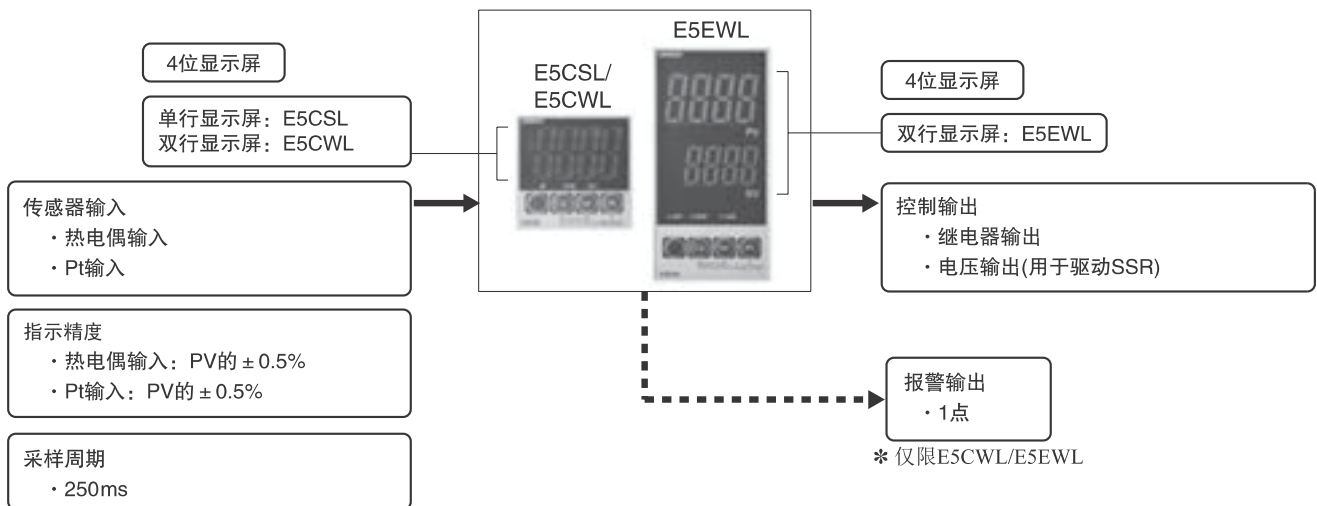 4位显示屏
单行显示屏：E5CSL
双行显示屏：E5CWL
传感器输入
・热电偶输入
・Pt输入
指示精度
・热电偶输入：PV的±0.5%
・Pt输入：PV的±0.5%
采样周期
・250ms
E5CSL/
E5CWL
E5EWL
PV
SV
4位显示屏
双行显示屏：E5EWL
控制输出
・继电器输出
・电压输出(用于驱动SSR)
报警输出
・1点
＊ 仅限E5CWL/E5EWL